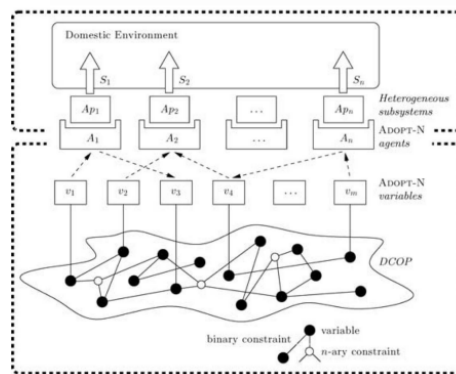 Domestic Environment
S1 S2 Sn
Ap1 Ap2 ... Apn
Heterogeneous
subsystems
A1 A2 ... An
ADOPT-N
agents
v1 v2 v3 v4 ... vm
ADOPT-N
variables
DCOP
binary constraint
variable
n-ary constraint